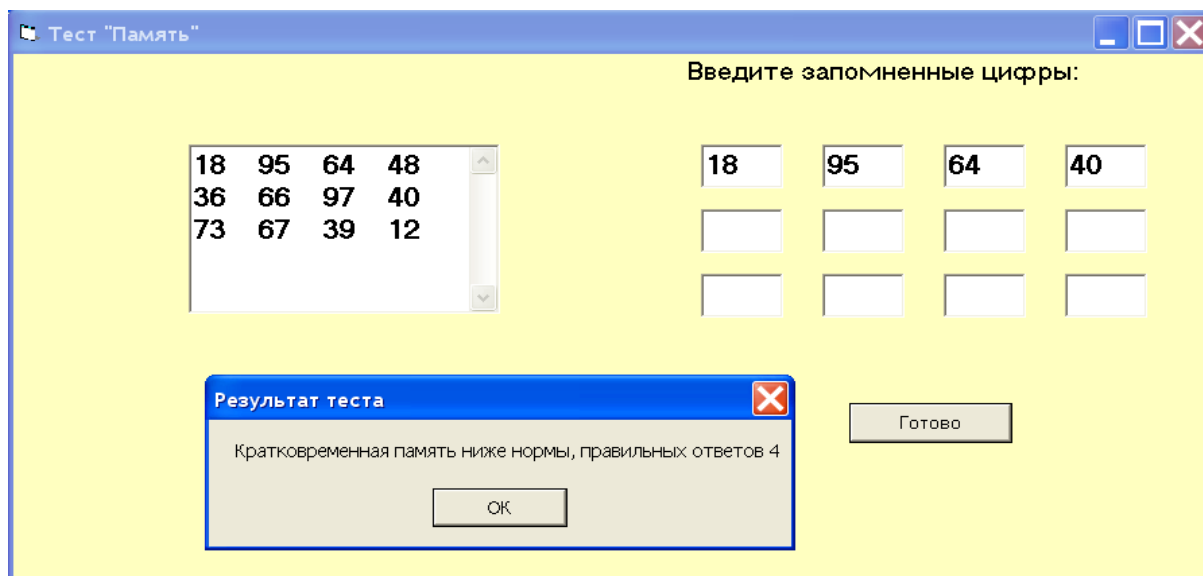 Тест "Память"
Введите запомненные цифры:
18 95 64 48
36 66 97 40
73 67 39 12
18 95 64 40
Результат теста
Кратковременная память ниже нормы, правильных ответов 4
OK
Готово